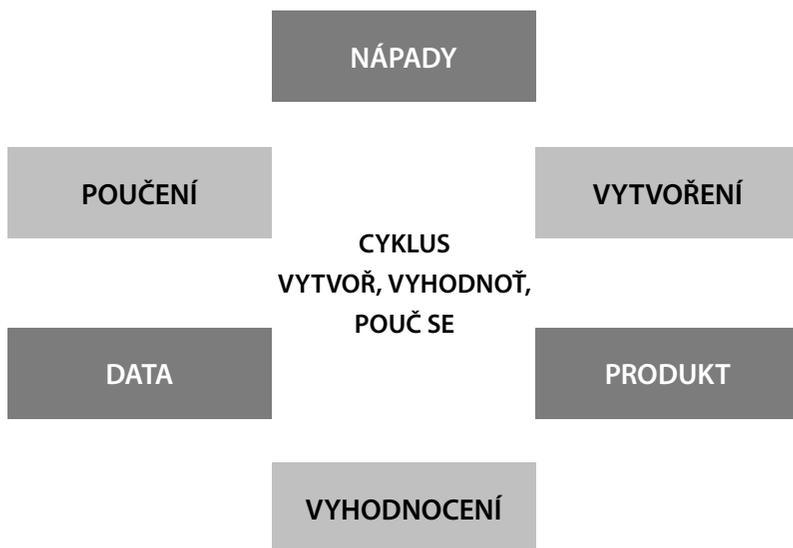 NÁPADY
POUČENÍ
VYTVOŘENÍ
CYKLUS
VYTVOŘ, VYHODNOŤ,
POUČ SE
DATA
PRODUKT
VYHODNOCENÍ